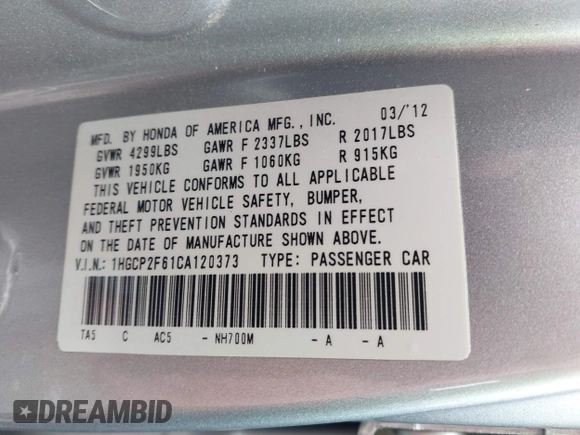 MFD. BY HONDA OF AMERICA MFG., INC. 03/'12
GVWR 4299LBS GAWR F 2337LBS R 2017LBS
GVWR 1950KG GAWR F 1060KG R 915KG
THIS VEHICLE CONFORMS TO ALL APPLICABLE
FEDERAL MOTOR VEHICLE SAFETY, BUMPER,
AND THEFT PREVENTION STANDARDS IN EFFECT
ON THE DATE OF MANUFACTURE SHOWN ABOVE.
V.I.N.: 1HGCP2F61CA120373 TYPE: PASSENGER CAR
TA5 C AC5 - NH700M - A - A
DREAMBID